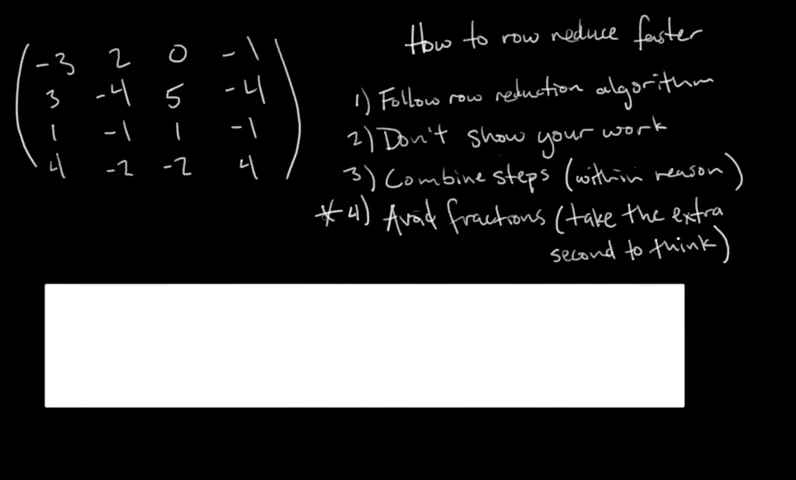 -3 2 0 -1
3 -4 5 -4
1 -1 1 -1
4 -2 -2 4
How to row reduce faster
1) Follow row reduction algorithm
2) Don't show your work
3) Combine steps (within reason)
*4) Avoid fractions (take the extra
second to think)